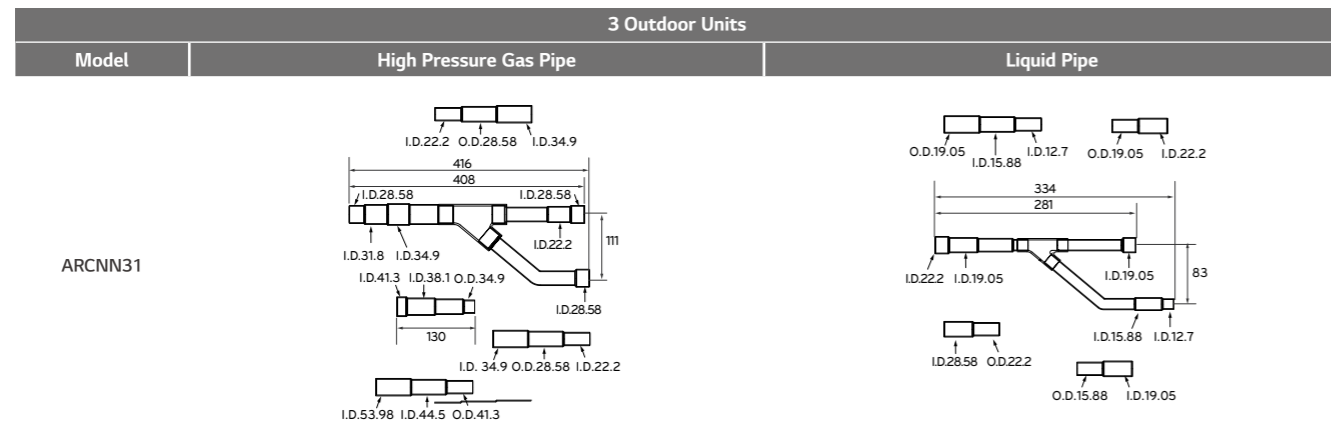 3 Outdoor Units
Model High Pressure Gas Pipe Liquid Pipe
ARCNN31
I.D.22.2 O.D.28.58 I.D.34.9
416
408
I.D.28.58 I.D.28.58
111
I.D.22.2
I.D.31.8 I.D.34.9
I.D.41.3 I.D.38.1 O.D.34.9
I.D.28.58
130
I.D. 34.9 O.D.28.58 I.D.22.2
I.D.53.98 I.D.44.5 O.D.41.3
O.D.19.05 I.D.15.88 I.D.12.7
O.D.19.05 I.D.22.2
334
281
83
I.D.22.2 I.D.19.05 I.D.19.05
I.D.15.88 I.D.12.7
I.D.28.58 O.D.22.2
O.D.15.88 I.D.19.05